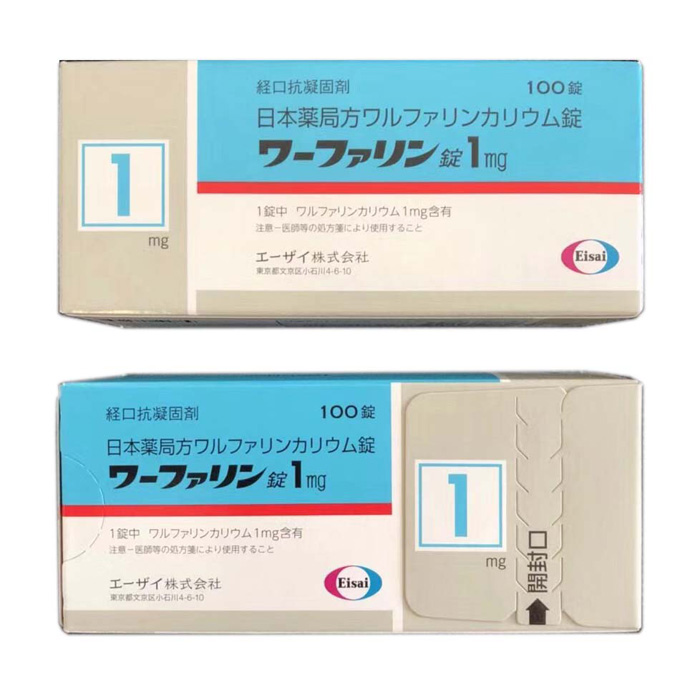 経口抗凝固剤 100錠
日本薬局方ワルファリンカリウム錠
ワーファリン錠1mg
1
mg
1錠中 ワルファリンカリウム1mg含有
注意－医師等の処方箋により使用すること
エーザイ株式会社
東京都文京区小石川4-6-10
Eisai
経口抗凝固剤 100錠
日本薬局方ワルファリンカリウム錠
ワーファリン錠1mg
1錠中 ワルファリンカリウム1mg含有
注意－医師等の処方箋により使用すること
エーザイ株式会社
東京都文京区小石川4-6-10
Eisai
1
mg
開封口